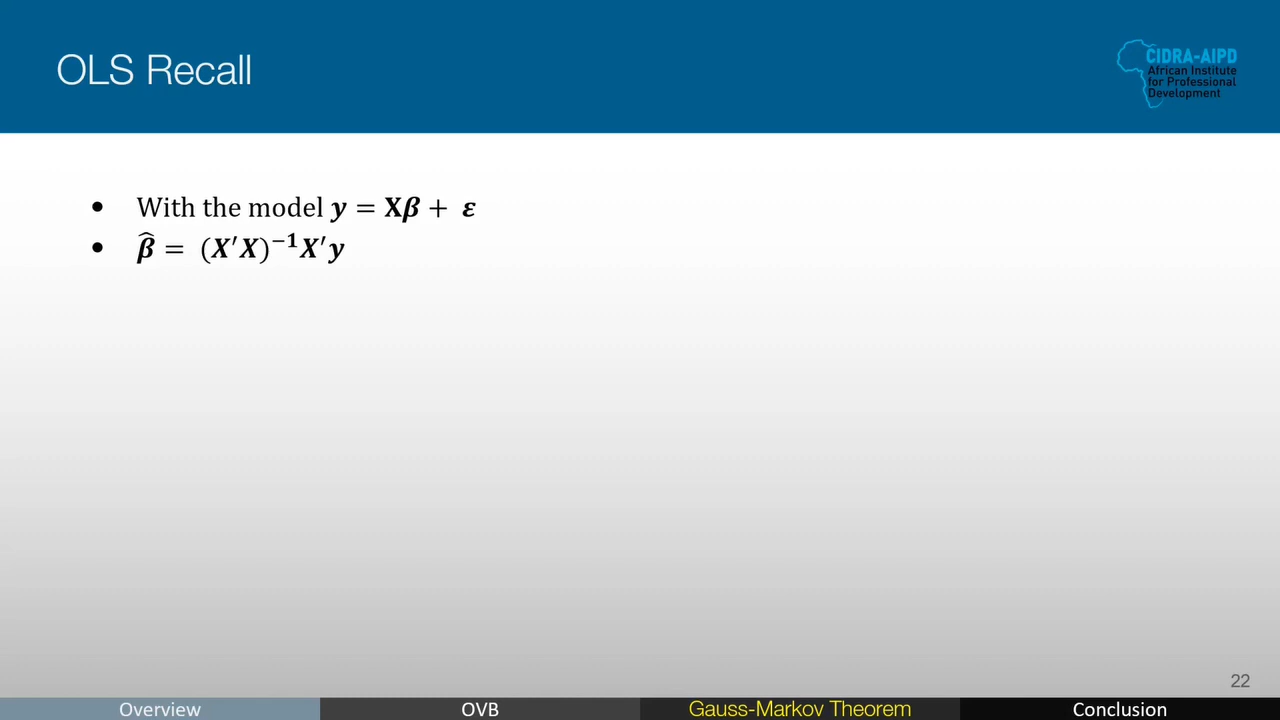 OLS Recall
CIDRA-AIPD
African Institute
for Professional
Development
• With the model y = Xβ + ε
• β̂ = (X′X)⁻¹X′y
22
Overview
OVB
Gauss-Markov Theorem
Conclusion